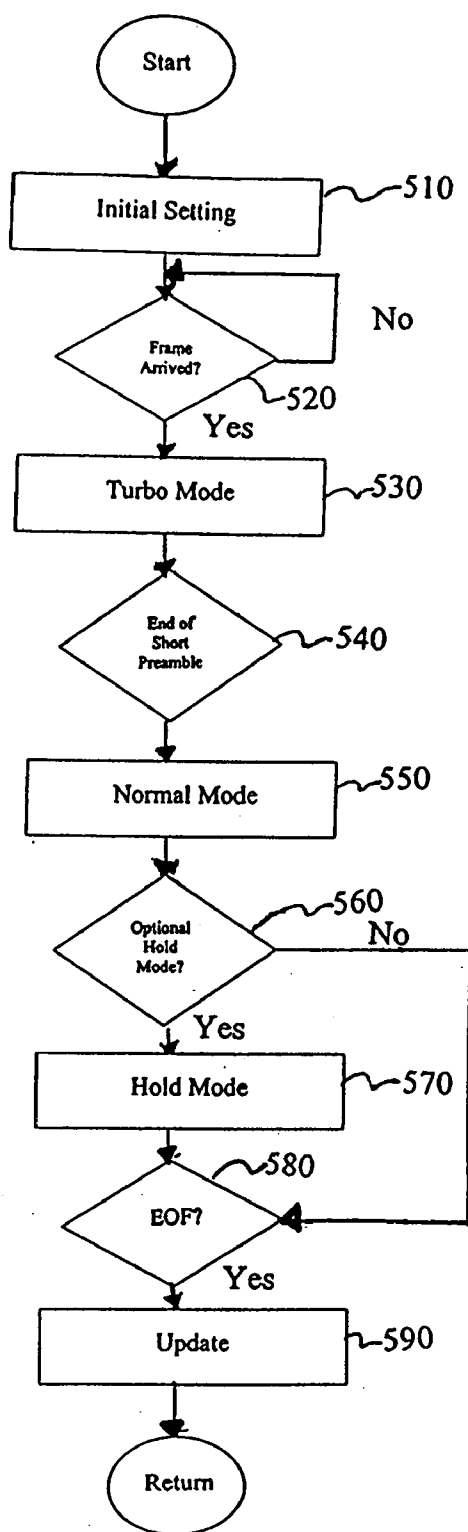 Start
Initial Setting
510
No
Frame
Arrived?
520
Yes
Turbo Mode
530
End of
Short
Preamble
540
Normal Mode
550
560
Optional
Hold
Mode?
No
Yes
Hold Mode
570
580
EOF?
Yes
Update
590
Return